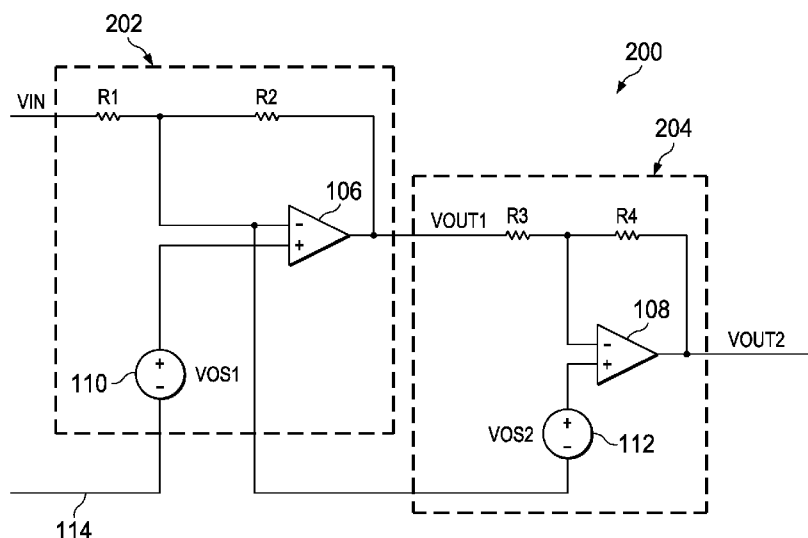 202
200
VIN
R1
R2
204
106
VOUT1
R3
R4
-
+
108
VOUT2
-
+
+
-
110
VOS1
+
-
VOS2
112
114